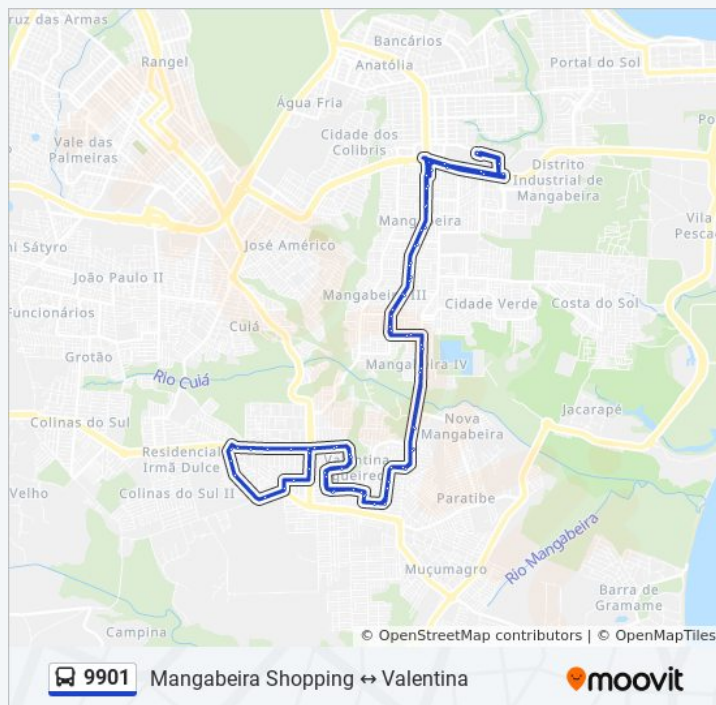 ruz das Armas
Bancários
Rangel
Anatólia
Portal do Sol
Água Fria
Cidade dos
Colibris
Vale das
Palmeiras
Distrito
Industrial de
Mangabeira
Mangabeira
Vila
Pescac
ni Sátyro
José Américo
João Paulo II
Mangabeira III
Cidade Verde
Costa do Sol
Funcionários
Cuiá
Grotão
Mangabeira IV
Rio Cuiá
Jacarapé
Colinas do Sul
Nova
Mangabeira
Residencial
Irmã Dulce
Valentina
gueired
Velho
Colinas do Sul II
Paratibe
Rio Mangabeira
Muçumagro
Barra de
Gramame
Campina
© OpenStreetMap contributors | © OpenMapTiles
9901 Mangabeira Shopping ↔ Valentina
moovit